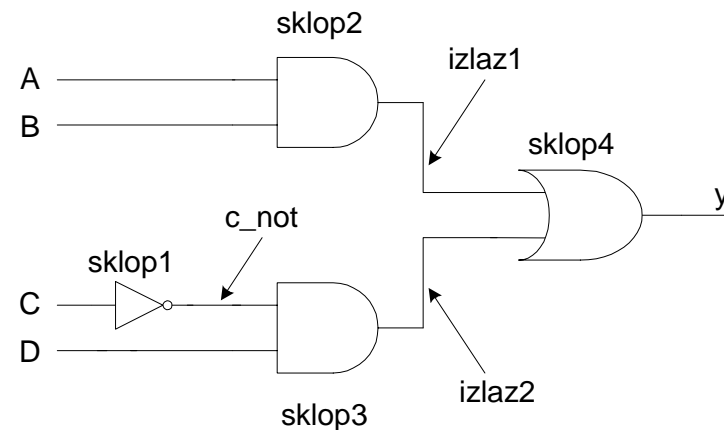 sklop2
A
izlaz1
B
sklop4
y
c_not
sklop1
C
D
izlaz2
sklop3